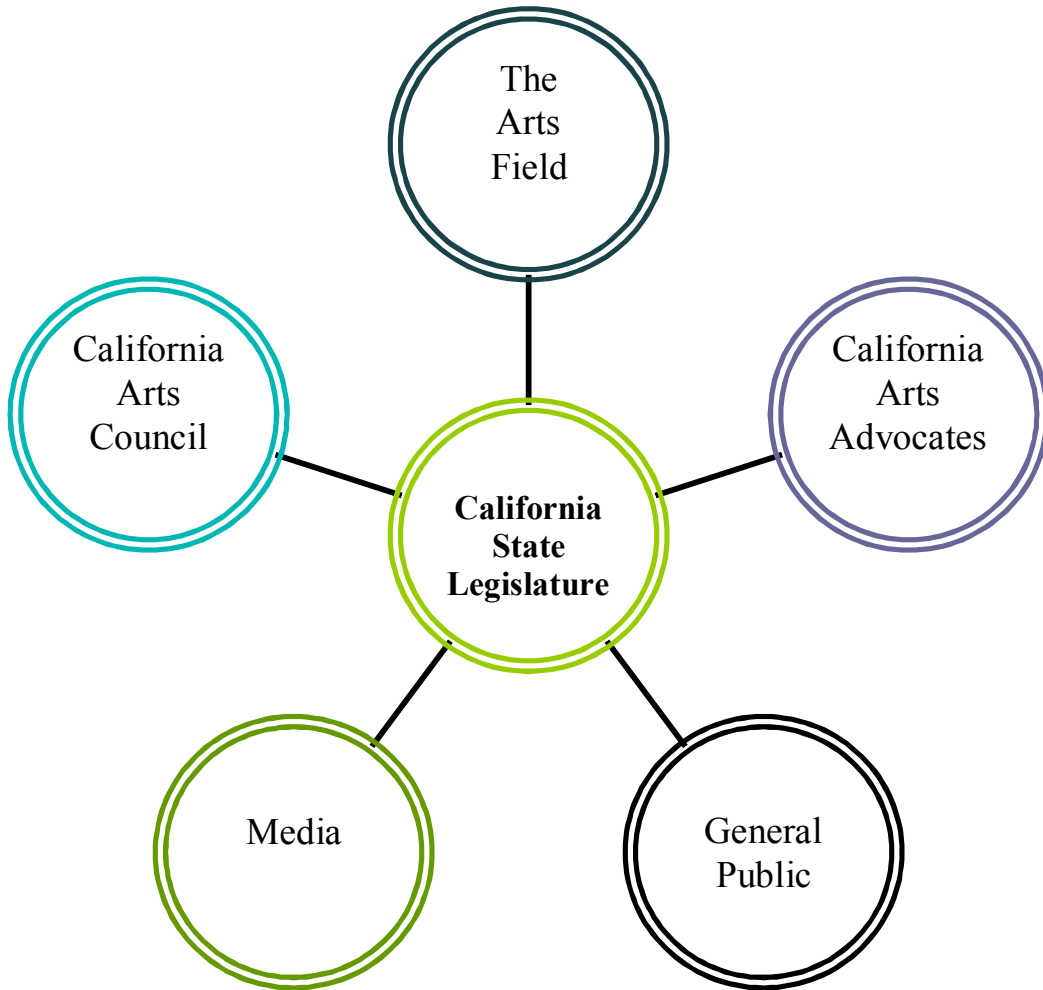 The
Arts
Field
California
Arts
Council
California
Arts
Advocates
California
State
Legislature
Media
General
Public